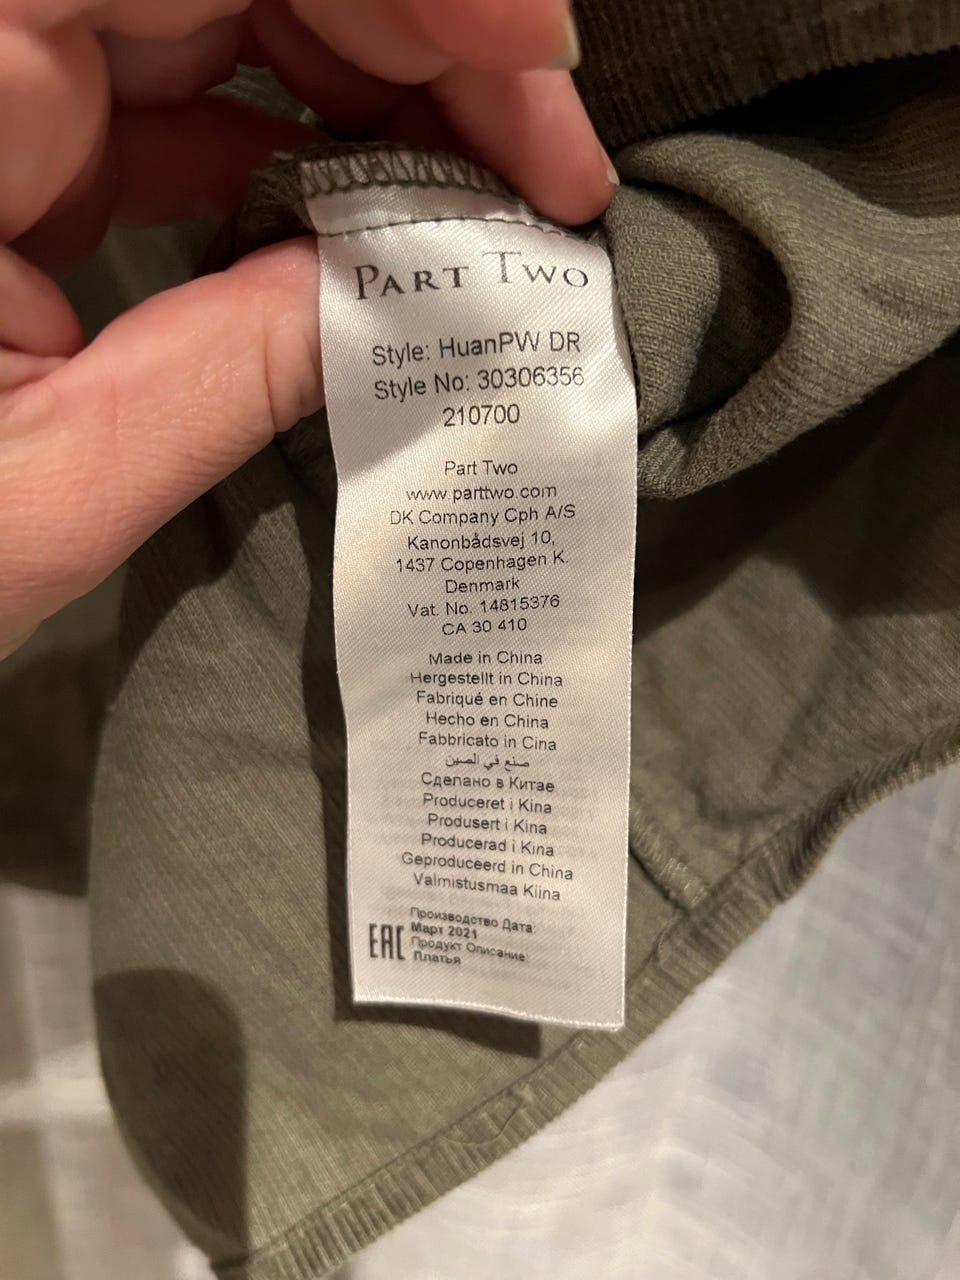 PART TWO
Style: HuanPW DR
Style No: 30306356
210700
Part Two
www.parttwo.com
DK Company Cph A/S
Kanonbådsvej 10,
1437 Copenhagen K.
Denmark
Vat. No. 14815376
CA 30 410
Made in China
Hergestellt in China
Fabriqué en Chine
Hecho en China
Fabbricato in Cina
صنع في الصين
Сделано в Китае
Produceret i Kina
Produsert i Kina
Producerad i Kina
Geproduceerd in China
Valmistusmaa Kiina
Производство Дата:
Март 2021
EAC Продукт Описание:
Платья